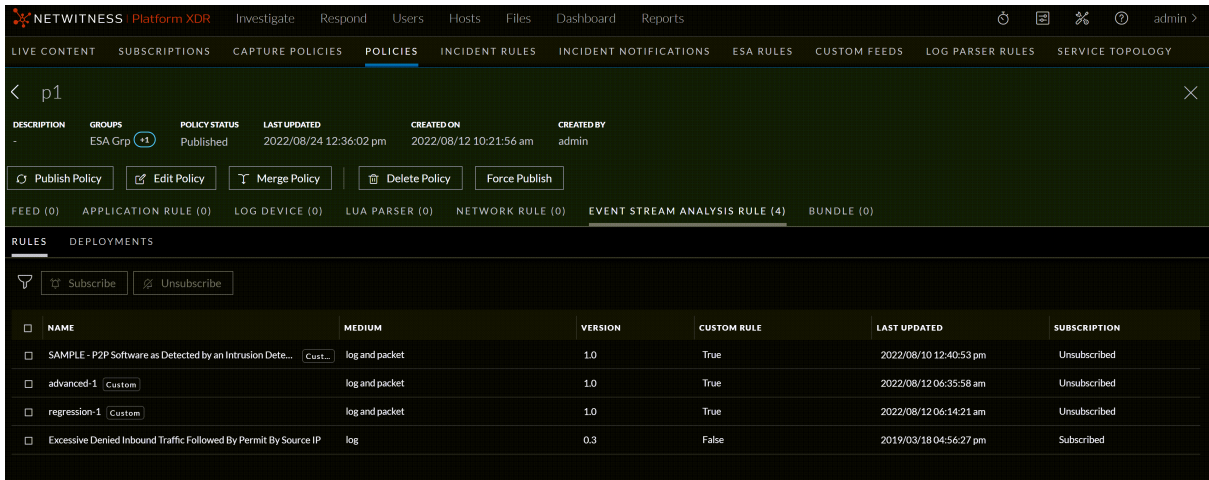 NETWITNESS Platform XDR Investigate Respond Users Hosts Files Dashboard Reports admin >
LIVE CONTENT SUBSCRIPTIONS CAPTURE POLICIES POLICIES INCIDENT RULES INCIDENT NOTIFICATIONS ESA RULES CUSTOM FEEDS LOG PARSER RULES SERVICE TOPOLOGY
p1
DESCRIPTION GROUPS POLICY STATUS LAST UPDATED CREATED ON CREATED BY
- ESA Grp +1 Published 2022/08/24 12:36:02 pm 2022/08/12 10:21:56 am admin
Publish Policy Edit Policy Merge Policy Delete Policy Force Publish
FEED (0) APPLICATION RULE (0) LOG DEVICE (0) LUA PARSER (0) NETWORK RULE (0) EVENT STREAM ANALYSIS RULE (4) BUNDLE (0)
RULES DEPLOYMENTS
Subscribe Unsubscribe
NAME MEDIUM VERSION CUSTOM RULE LAST UPDATED SUBSCRIPTION
SAMPLE - P2P Software as Detected by an Intrusion Dete... Cust... log and packet 1.0 True 2022/08/10 12:40:53 pm Unsubscribed
advanced-1 Custom log and packet 1.0 True 2022/08/12 06:35:58 am Unsubscribed
regression-1 Custom log and packet 1.0 True 2022/08/12 06:14:21 am Unsubscribed
Excessive Denied Inbound Traffic Followed By Permit By Source IP log 0.3 False 2019/03/18 04:56:27 pm Subscribed